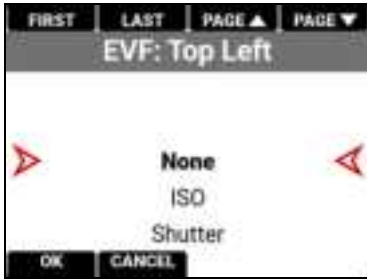 FIRST LAST PAGE ▲ PAGE ▼
EVF: Top Left
None
ISO
Shutter
OK CANCEL